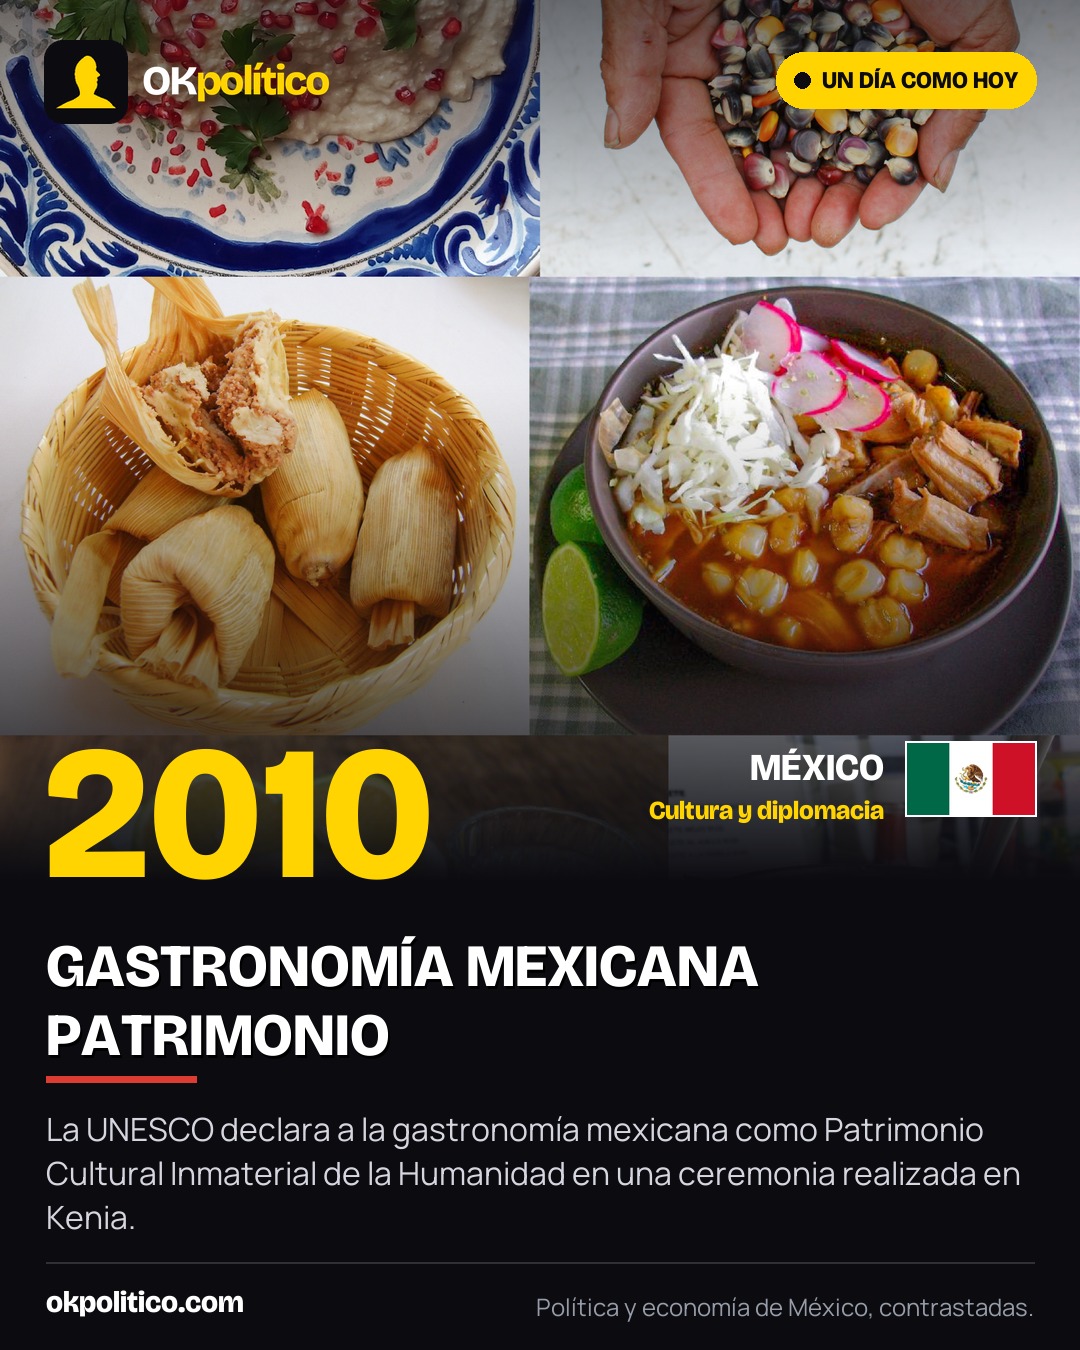 OKpolítico
UN DÍA COMO HOY
2010
MÉXICO
Cultura y diplomacia
GASTRONOMÍA MEXICANA
PATRIMONIO
La UNESCO declara a la gastronomía mexicana como Patrimonio
Cultural Inmaterial de la Humanidad en una ceremonia realizada en
Kenia.
okpolitico.com
Política y economía de México, contrastadas.